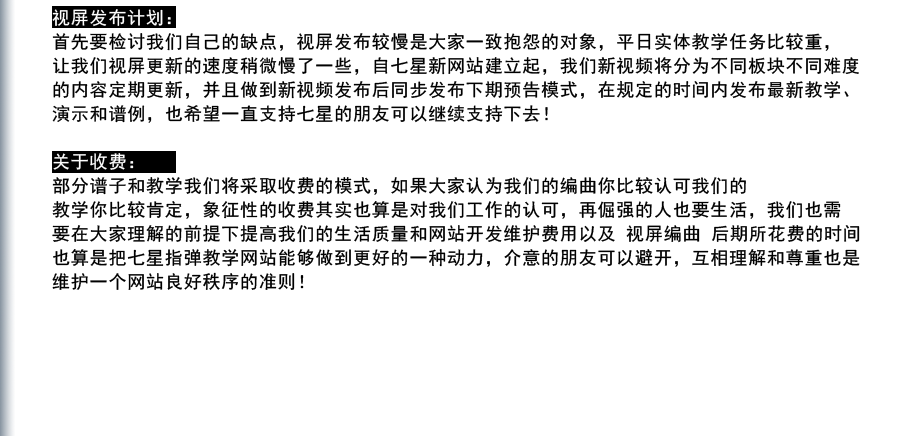 视屏发布计划：
首先要检讨我们自己的缺点，视屏发布较慢是大家一致抱怨的对象，平日实体教学任务比较重，
让我们视屏更新的速度稍微慢了一些，自七星新网站建立起，我们新视频将分为不同板块不同难度
的内容定期更新，并且做到新视频发布后同步发布下期预告模式，在规定的时间内发布最新教学、
演示和谱例，也希望一直支持七星的朋友可以继续支持下去！
关于收费：
部分谱子和教学我们将采取收费的模式，如果大家认为我们的编曲你比较认可我们的
教学你比较肯定，象征性的收费其实也算是对我们工作的认可，再倔强的人也要生活，我们也需
要在大家理解的前提下提高我们的生活质量和网站开发维护费用以及 视屏编曲 后期所花费的时间
也算是把七星指弹教学网站能够做到更好的一种动力，介意的朋友可以避开，互相理解和尊重也是
维护一个网站良好秩序的准则！